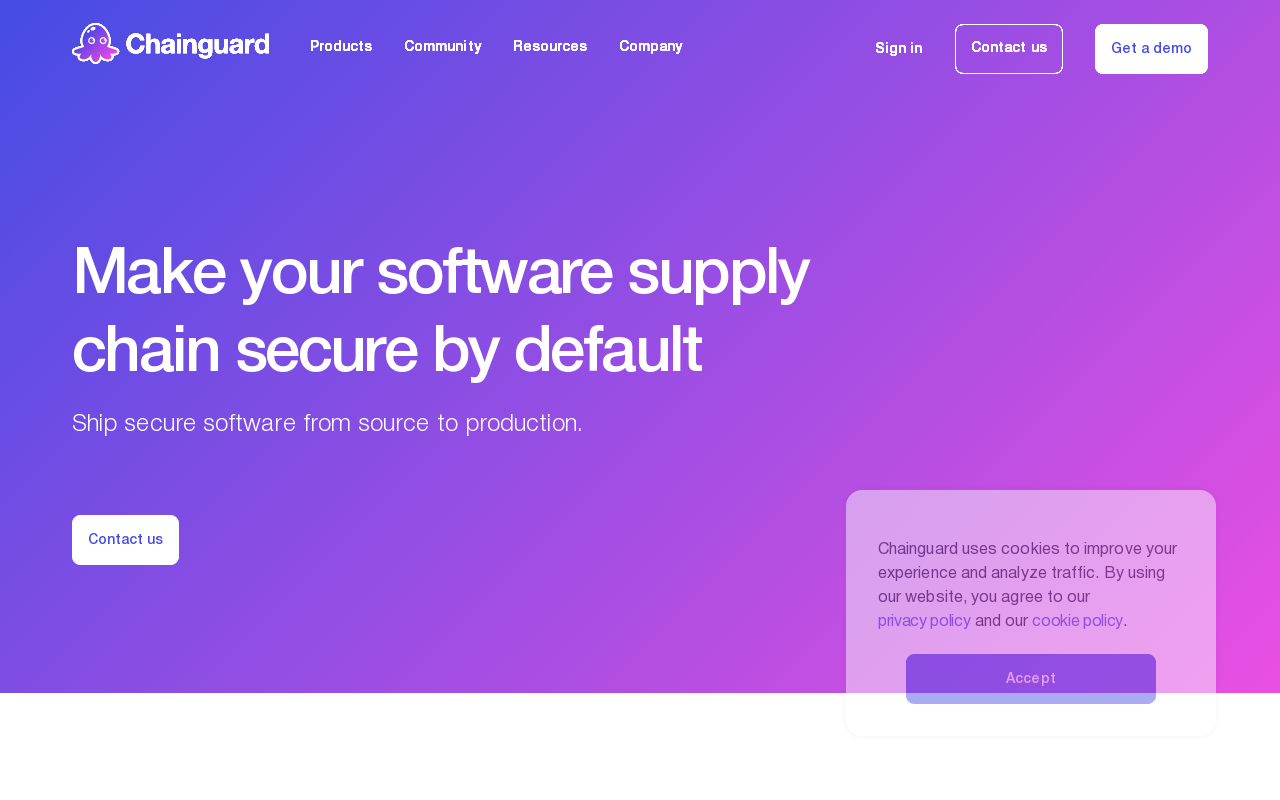 Chainguard
Products
Community
Resources
Company
Sign in
Contact us
Get a demo
Make your software supply
chain secure by default
Ship secure software from source to production.
Contact us
Chainguard uses cookies to improve your
experience and analyze traffic. By using
our website, you agree to our
privacy policy and our cookie policy.
Accept